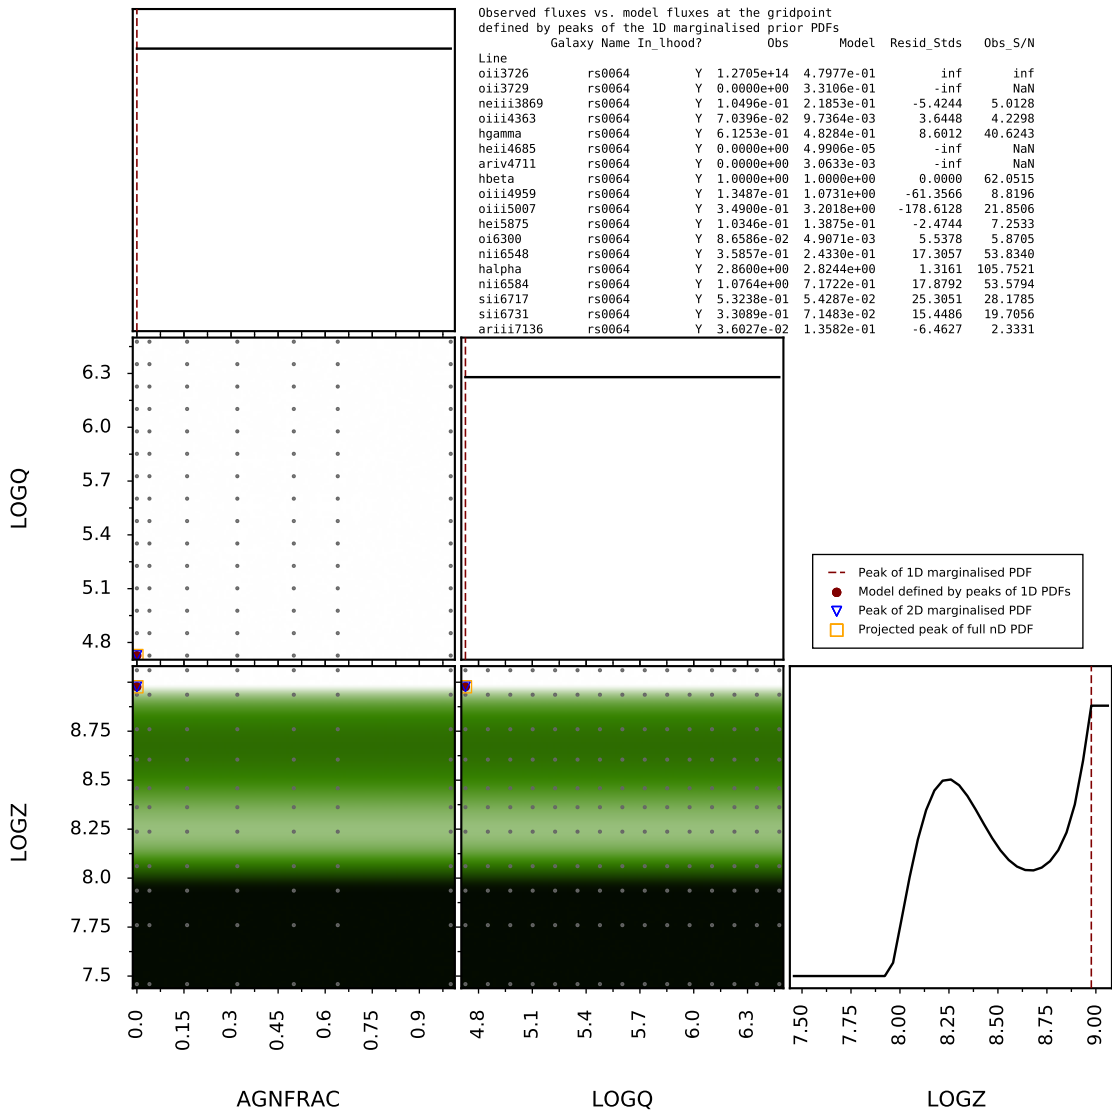 Observed fluxes vs. model fluxes at the gridpoint
defined by peaks of the 1D marginalised prior PDFs
Galaxy Name In_lhood? Obs Model Resid_Stds Obs_S/N
Line
oii3726 rs0064 Y 1.2705e+14 4.7977e-01 inf inf
oii3729 rs0064 Y 0.0000e+00 3.3106e-01 -inf NaN
neiii3869 rs0064 Y 1.0496e-01 2.1853e-01 -5.4244 5.0128
oiii4363 rs0064 Y 7.0396e-02 9.7364e-03 3.6448 4.2298
hgamma rs0064 Y 6.1253e-01 4.8284e-01 8.6012 40.6243
heii4685 rs0064 Y 0.0000e+00 4.9906e-05 -inf NaN
ariv4711 rs0064 Y 0.0000e+00 3.0633e-03 -inf NaN
hbeta rs0064 Y 1.0000e+00 1.0000e+00 0.0000 62.0515
oiii4959 rs0064 Y 1.3487e-01 1.0731e+00 -61.3566 8.8196
oiii5007 rs0064 Y 3.4900e-01 3.2018e+00 -178.6128 21.8506
hei5875 rs0064 Y 1.0346e-01 1.3875e-01 -2.4744 7.2533
oi6300 rs0064 Y 8.6586e-02 4.9071e-03 5.5378 5.8705
nii6548 rs0064 Y 3.5857e-01 2.4330e-01 17.3057 53.8340
halpha rs0064 Y 2.8600e+00 2.8244e+00 1.3161 105.7521
nii6584 rs0064 Y 1.0764e+00 7.1722e-01 17.8792 53.5794
sii6717 rs0064 Y 5.3238e-01 5.4287e-02 25.3051 28.1785
sii6731 rs0064 Y 3.3089e-01 7.1483e-02 15.4486 19.7056
ariii7136 rs0064 Y 3.6027e-02 1.3582e-01 -6.4627 2.3331
LOGQ
6.3
6.0
5.7
5.4
5.1
4.8
Peak of 1D marginalised PDF
Model defined by peaks of 1D PDFs
Peak of 2D marginalised PDF
Projected peak of full nD PDF
LOGZ
8.75
8.5
8.25
8.0
7.75
7.5
0.0 0.15 0.3 0.45 0.6 0.75 0.9
4.8 5.1 5.4 5.7 6.0 6.3
7.50 7.75 8.00 8.25 8.50 8.75 9.00
AGNFRAC LOGQ LOGZ